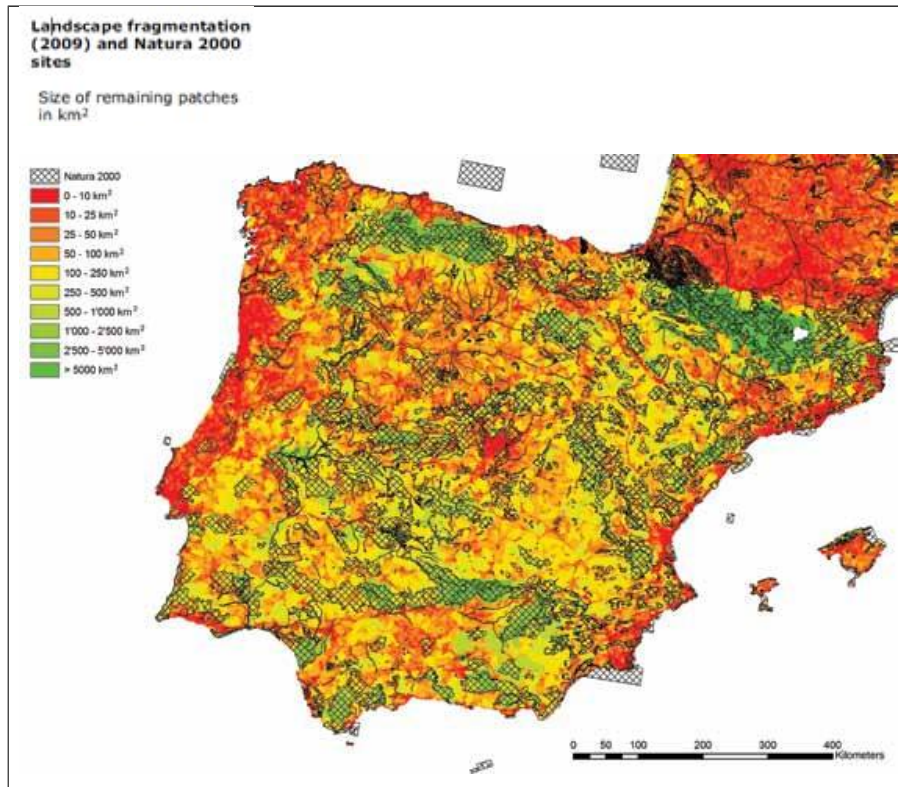 Landscape fragmentation
(2009) and Natura 2000
sites
Size of remaining patches
in km²
Natura 2000
0 - 10 km²
10 - 25 km²
25 - 50 km²
50 - 100 km²
100 - 250 km²
250 - 500 km²
500 - 1'000 km²
1'000 - 2'500 km²
2'500 - 5'000 km²
> 5000 km²
0 50 100 200 300 400
Kilometers